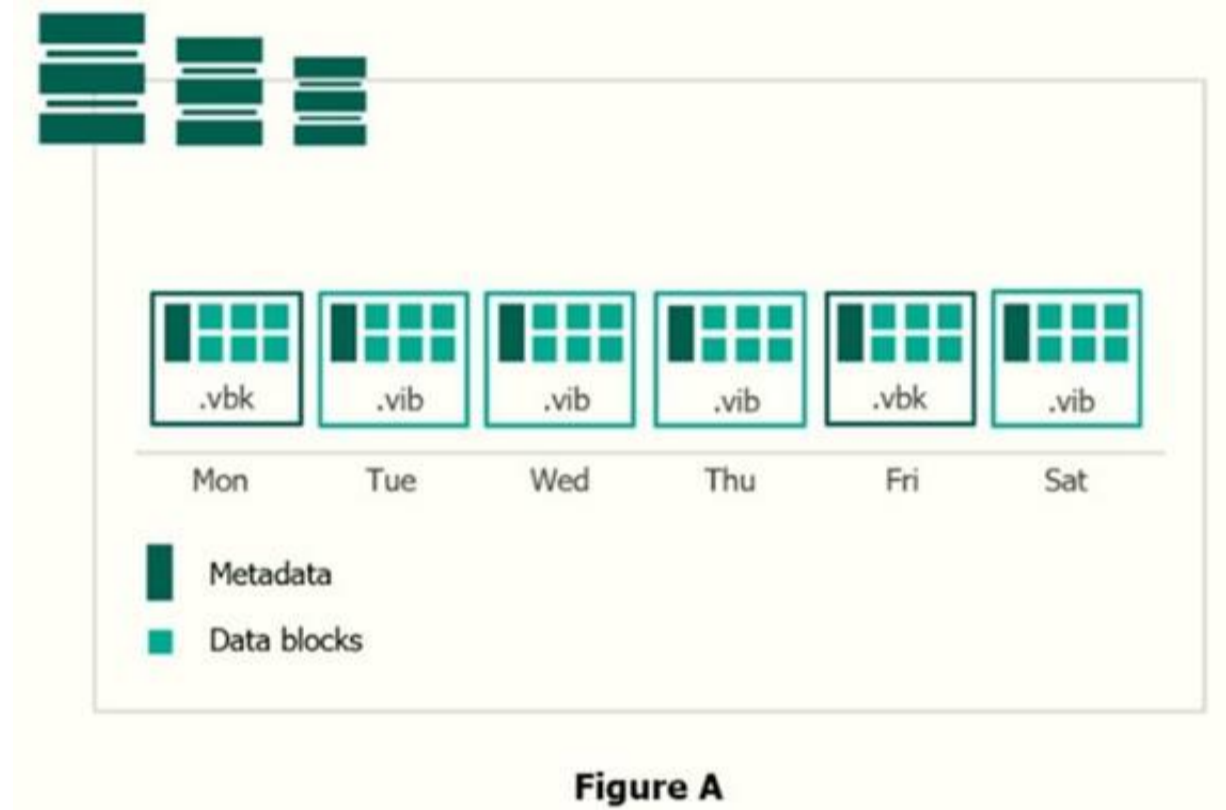 .vbk .vib .vib .vib .vbk .vib
Mon Tue Wed Thu Fri Sat
Metadata
Data blocks
Figure A